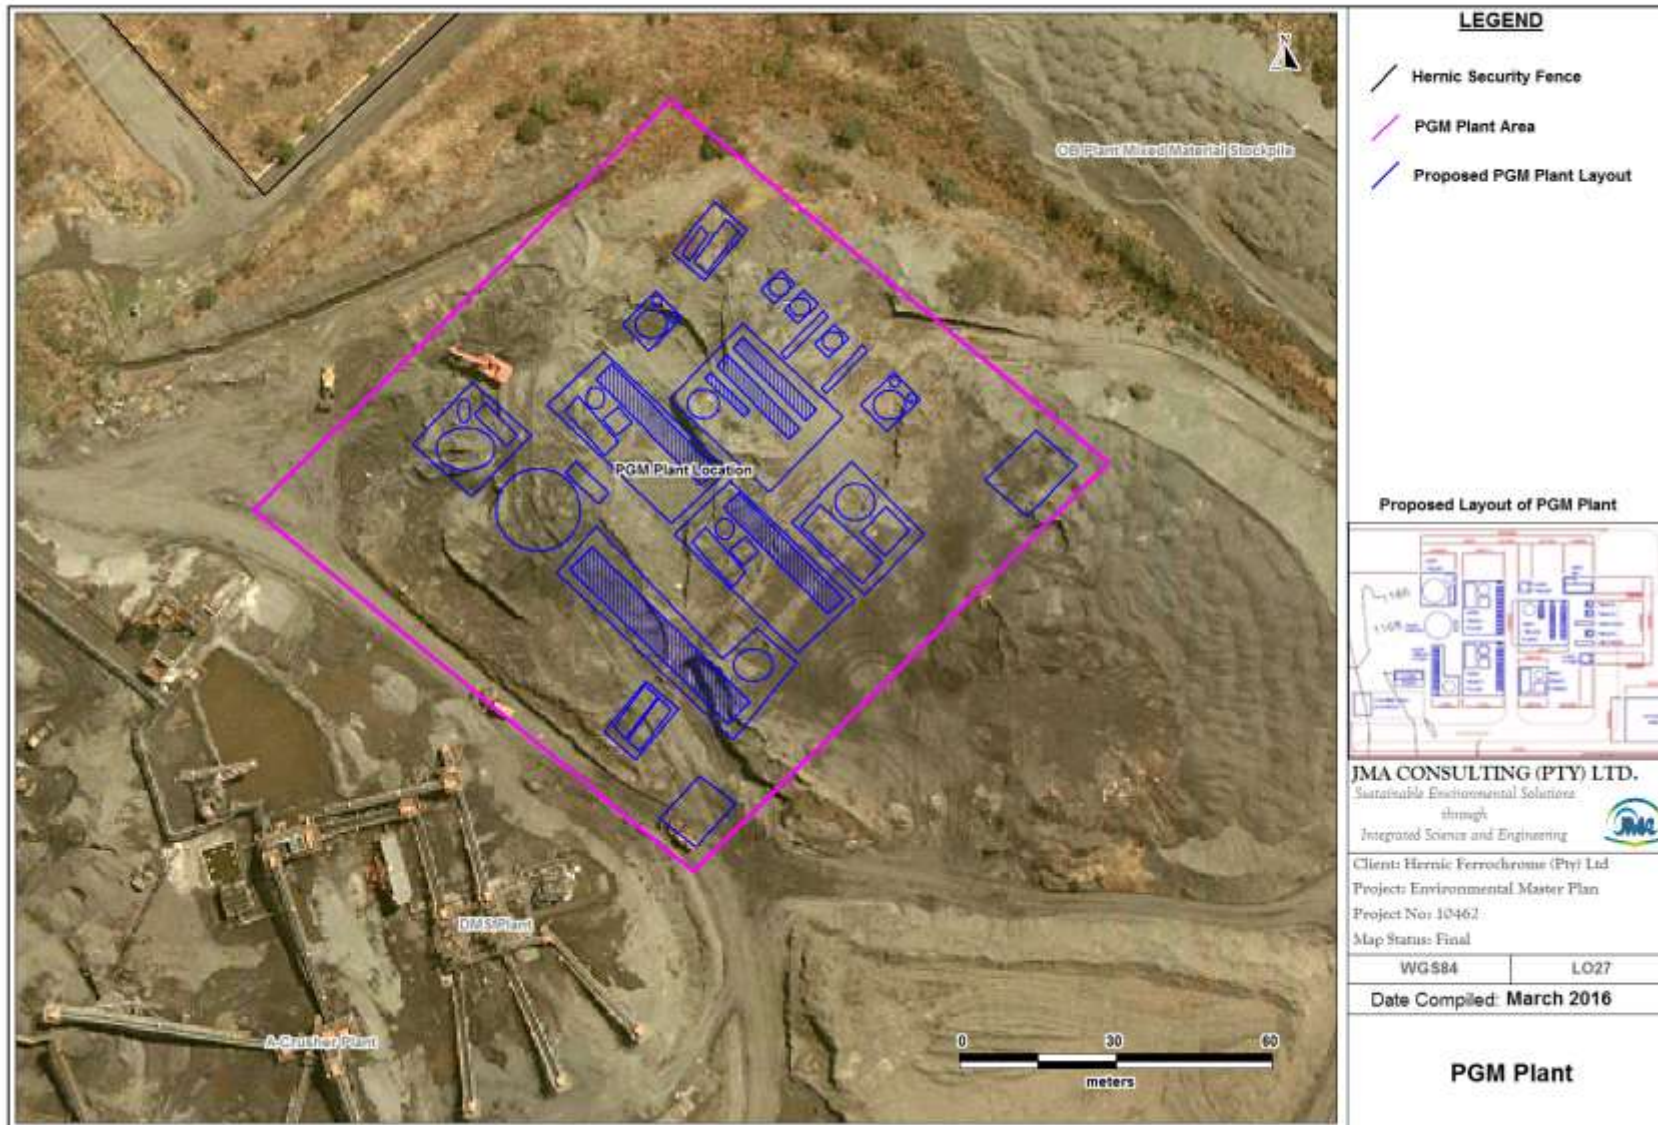 N
OB Plant Mixed Material Stockpile
PGM Plant Location
DMS Plant
A-Crusher Plant
0 30 60
meters
LEGEND
Hernic Security Fence
PGM Plant Area
Proposed PGM Plant Layout
Proposed Layout of PGM Plant
JMA CONSULTING (PTY) LTD.
Sustainable Environmental Solutions
through
Integrated Science and Engineering
JMA
Client: Hernic Ferrochrome (Pty) Ltd
Project: Environmental Master Plan
Project No: 10462
Map Status: Final
WGS84 LO27
Date Compiled: March 2016
PGM Plant